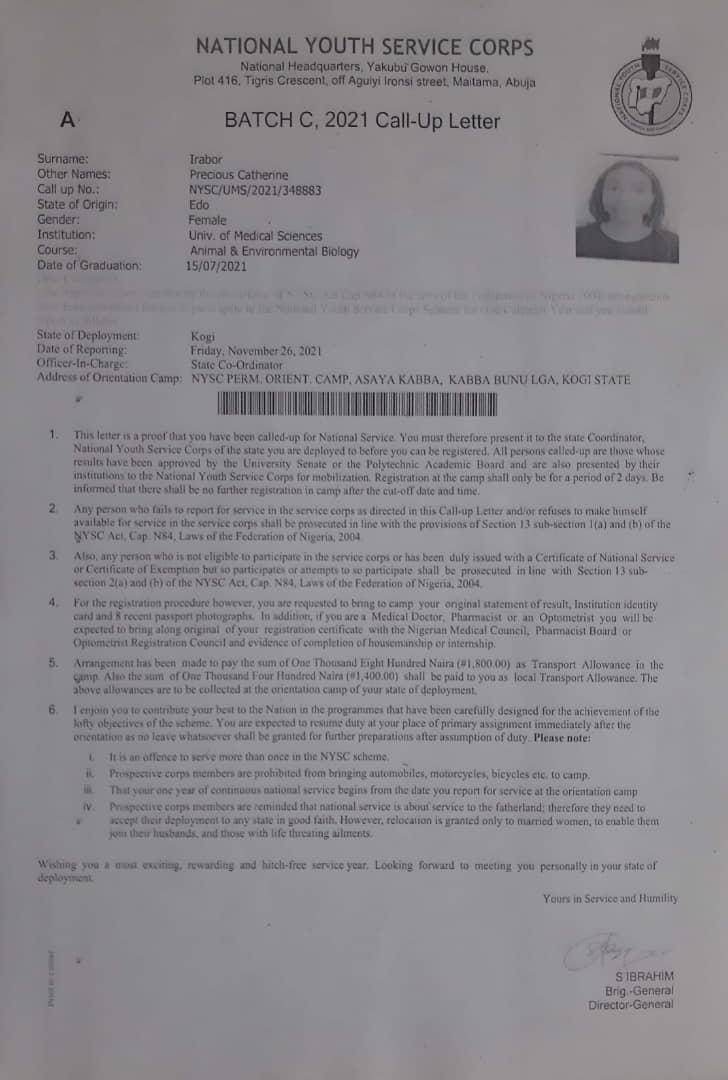 NATIONAL YOUTH SERVICE CORPS
National Headquarters, Yakubu Gowon House,
Plot 416, Tigris Crescent, off Aguiyi Ironsi street, Maitama, Abuja
NATIONAL YOUTH SERVICE CORPS
A
BATCH C, 2021 Call-Up Letter
Surname: Irabor
Other Names: Precious Catherine
Call up No.: NYSC/UMS/2021/348883
State of Origin: Edo
Gender: Female
Institution: Univ. of Medical Sciences
Course: Animal & Environmental Biology
Date of Graduation: 15/07/2021
State of Deployment: Kogi
Date of Reporting: Friday, November 26, 2021
Officer-In-Charge: State Co-Ordinator
Address of Orientation Camp: NYSC PERM. ORIENT. CAMP, ASAYA KABBA, KABBA BUNU LGA, KOGI STATE
1. This letter is a proof that you have been called-up for National Service. You must therefore present it to the state Coordinator,
National Youth Service Corps of the state you are deployed to before you can be registered. All persons called-up are those whose
results have been approved by the University Senate or the Polytechnic Academic Board and are also presented by their
institutions to the National Youth Service Corps for mobilization. Registration at the camp shall only be for a period of 2 days. Be
informed that there shall be no further registration in camp after the cut-off date and time.
2. Any person who fails to report for service in the service corps as directed in this Call-up Letter and/or refuses to make himself
available for service in the service corps shall be prosecuted in line with the provisions of Section 13 sub-section 1(a) and (b) of the
NYSC Act, Cap. N84, Laws of the Federation of Nigeria, 2004.
3. Also, any person who is not eligible to participate in the service corps or has been duly issued with a Certificate of National Service
or Certificate of Exemption but so participates or attempts to so participate shall be prosecuted in line with Section 13 sub-
section 2(a) and (b) of the NYSC Act, Cap. N84, Laws of the Federation of Nigeria, 2004.
4. For the registration procedure however, you are requested to bring to camp your original statement of result, Institution identity
card and 8 recent passport photographs. In addition, if you are a Medical Doctor, Pharmacist or an Optometrist you will be
expected to bring along original of your registration certificate with the Nigerian Medical Council, Pharmacist Board or
Optometrist Registration Council and evidence of completion of housemanship or internship.
5. Arrangement has been made to pay the sum of One Thousand Eight Hundred Naira (#1,800.00) as Transport Allowance in the
camp. Also the sum of One Thousand Four Hundred Naira (#1,400.00) shall be paid to you as local Transport Allowance. The
above allowances are to be collected at the orientation camp of your state of deployment.
6. I enjoin you to contribute your best to the Nation in the programmes that have been carefully designed for the achievement of the
lofty objectives of the scheme. You are expected to resume duty at your place of primary assignment immediately after the
orientation as no leave whatsoever shall be granted for further preparations after assumption of duty. Please note:
i. It is an offence to serve more than once in the NYSC scheme.
ii. Prospective corps members are prohibited from bringing automobiles, motorcycles, bicycles etc. to camp.
iii. That your one year of continuous national service begins from the date you report for service at the orientation camp
iv. Prospective corps members are reminded that national service is about service to the fatherland; therefore they need to
accept their deployment to any state in good faith. However, relocation is granted only to married women, to enable them
join their husbands, and those with life threating ailments.
Wishing you a most exciting, rewarding and hitch-free service year. Looking forward to meeting you personally in your state of
deployment.
Yours in Service and Humility
S IBRAHIM
Brig.-General
Director-General